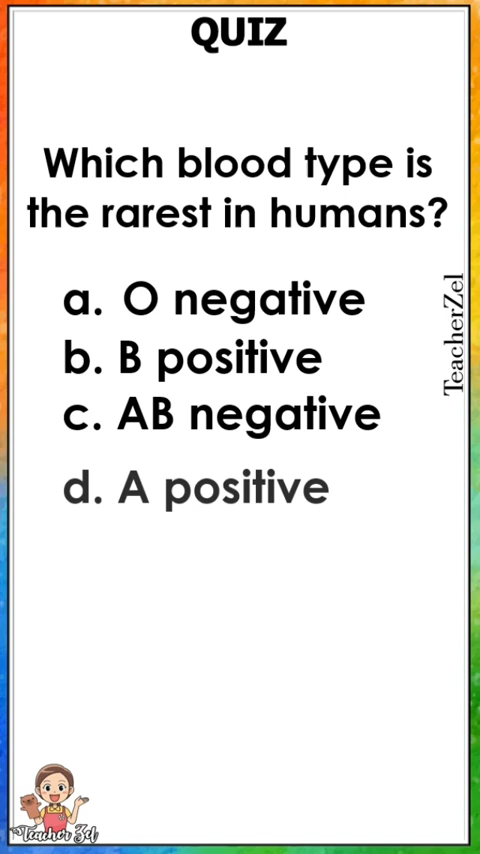 QUIZ
Which blood type is
the rarest in humans?
a. O negative
b. B positive
c. AB negative
d. A positive
TeacherZel
Teacher Zel